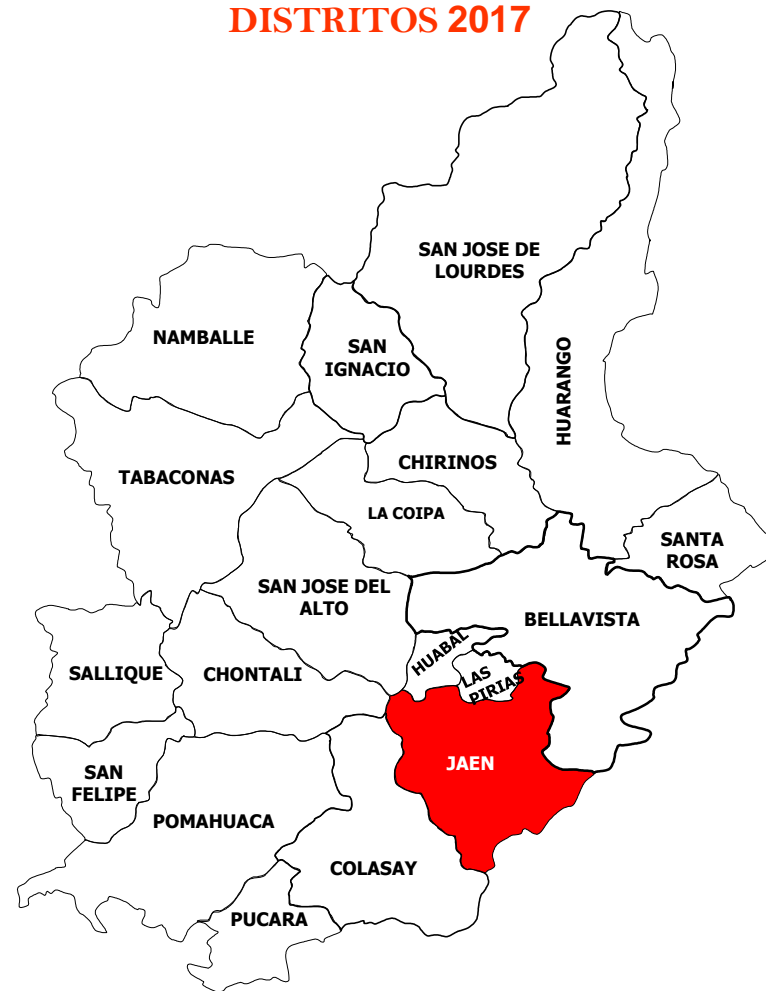 DISTRITOS 2017
SAN JOSE DE
LOURDES
NAMBALLE
SAN
IGNACIO
HUARANGO
CHIRINOS
TABACONAS
LA COIPA
SANTA
ROSA
SAN JOSE DEL
ALTO
BELLAVISTA
HUABAL
SALLIQUE
CHONTALI
LAS
PIRIAS
JAEN
SAN
FELIPE
POMAHUACA
COLASAY
PUCARA